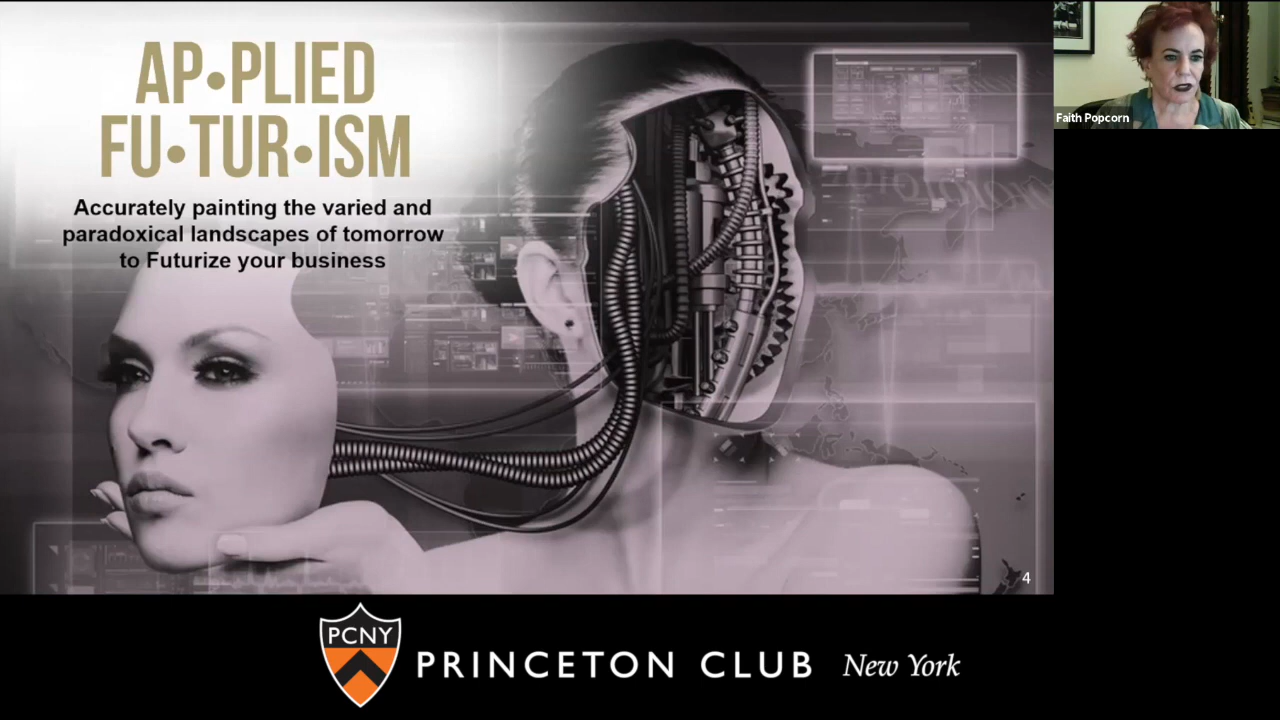 AP•PLIED
FU•TUR•ISM
Accurately painting the varied and
paradoxical landscapes of tomorrow
to Futurize your business
4
Faith Popcorn
PCNY
PRINCETON CLUB New York